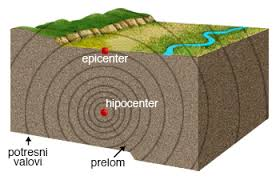 epicenter
hipocenter
potresni
valovi
prelom